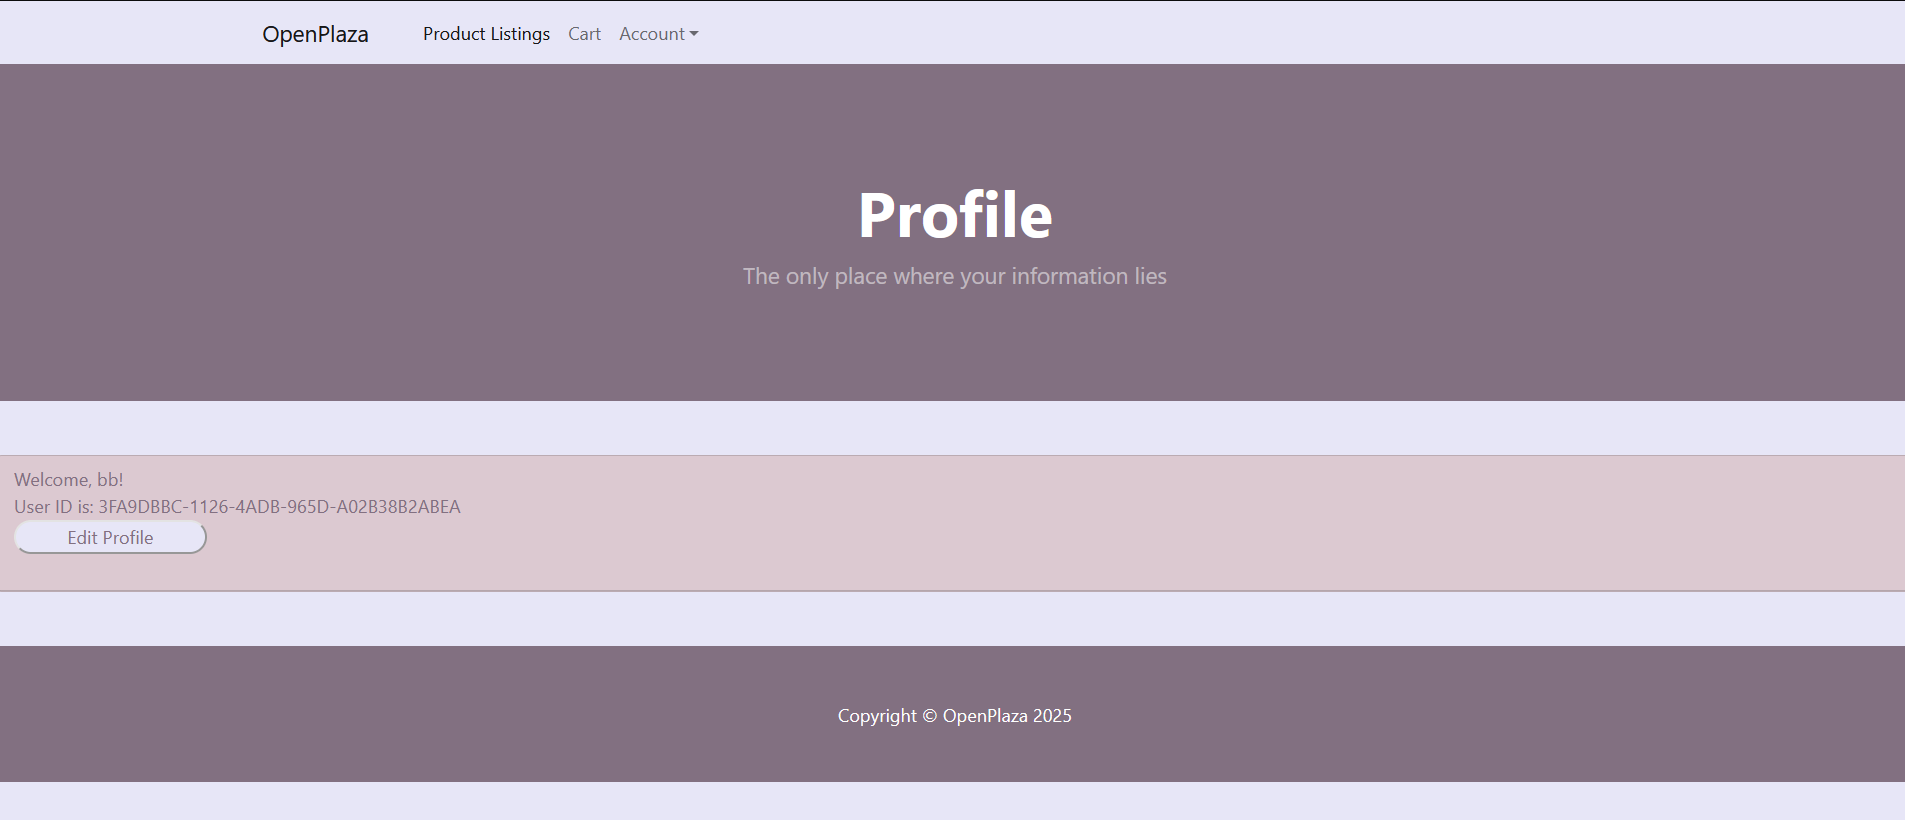 OpenPlaza Product Listings Cart Account
Profile
The only place where your information lies
Welcome, bb!
User ID is: 3FA9DBBC-1126-4ADB-965D-A02B38B2ABEA
Edit Profile
Copyright © OpenPlaza 2025